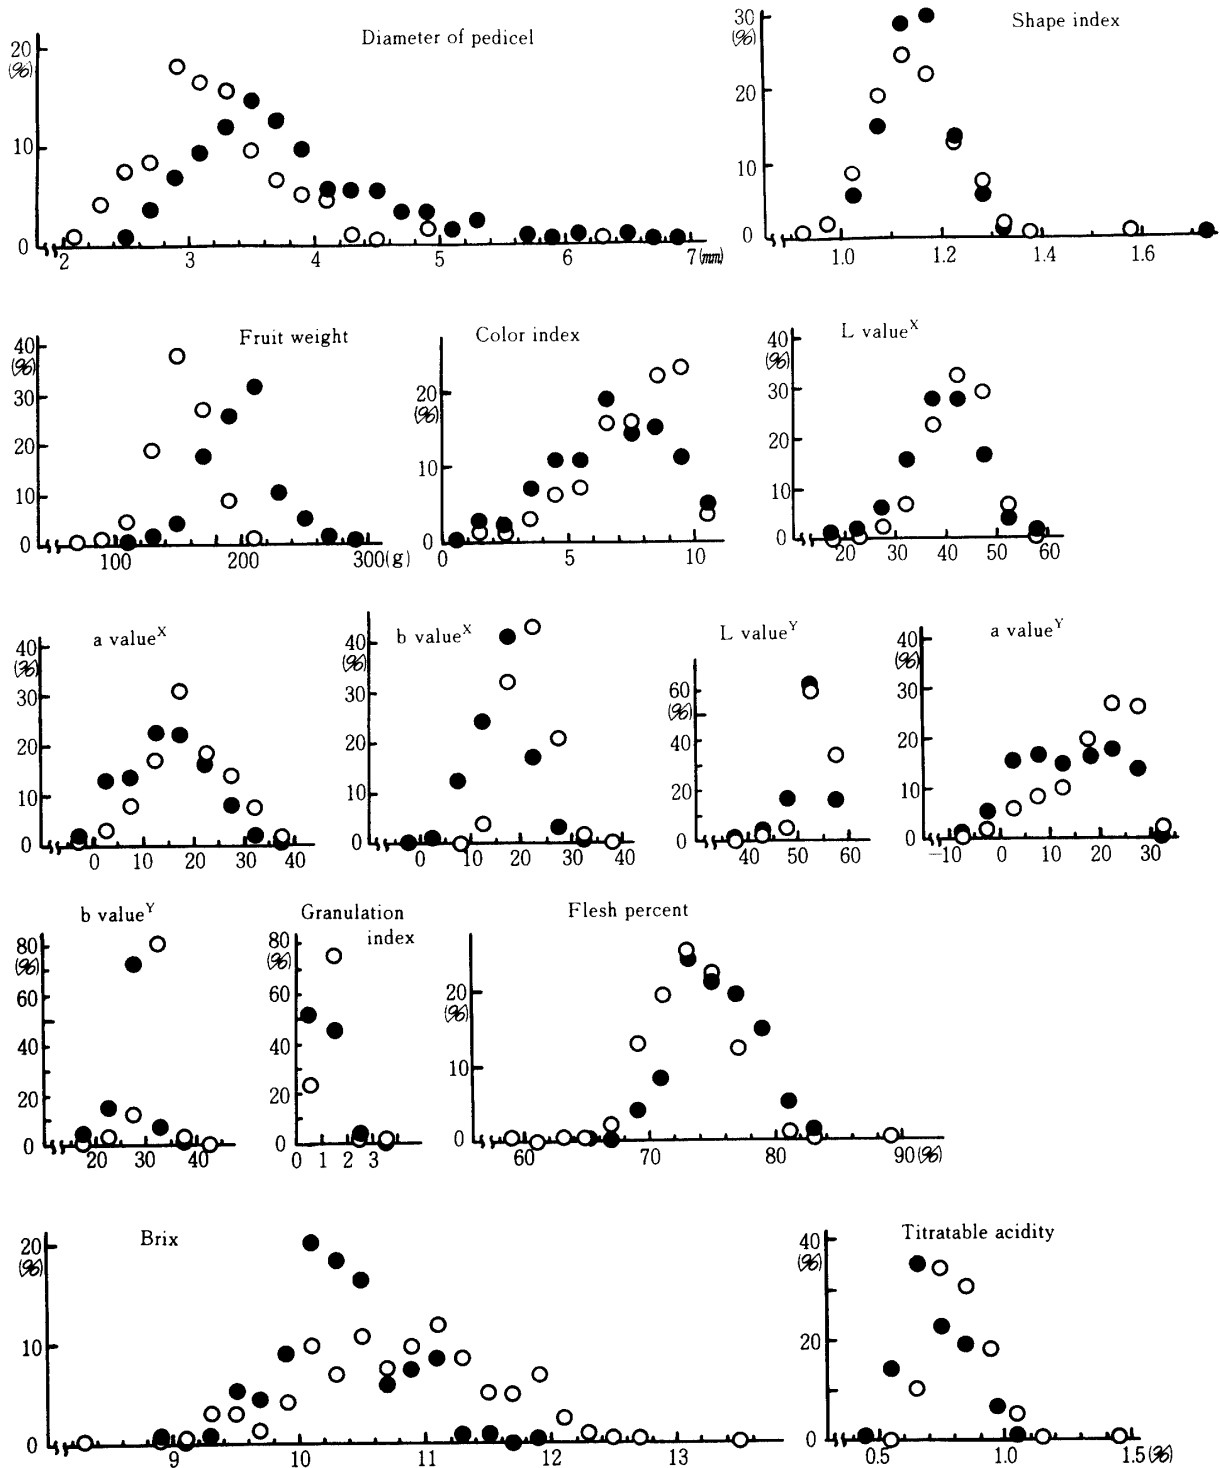 Diameter of pedicel
20
(%)
10
0
2 3 4 5 6 7(mm)
Shape index
30
(%)
20
10
0
1.0 1.2 1.4 1.6
Fruit weight
40
(%)
30
20
10
0
100 200 300(g)
Color index
20
(%)
10
0
0 5 10
L value^X
40
(%)
30
20
10
0
20 30 40 50 60
a value^X
40
(%)
30
20
10
0
0 10 20 30 40
b value^X
40
(%)
30
20
10
0
0 10 20 30 40
L value^Y
60
(%)
40
20
0
40 50 60
a value^Y
40
(%)
30
20
10
0
-10 0 10 20 30
b value^Y
80
(%)
60
40
20
0
20 30 40
Granulation
index
80
(%)
60
40
20
0
0 1 2 3
Flesh percent
20
(%)
10
0
60 70 80 90(%)
Brix
20
(%)
10
0
9 10 11 12 13
Titratable acidity
40
(%)
20
0
0.5 1.0 1.5(%)